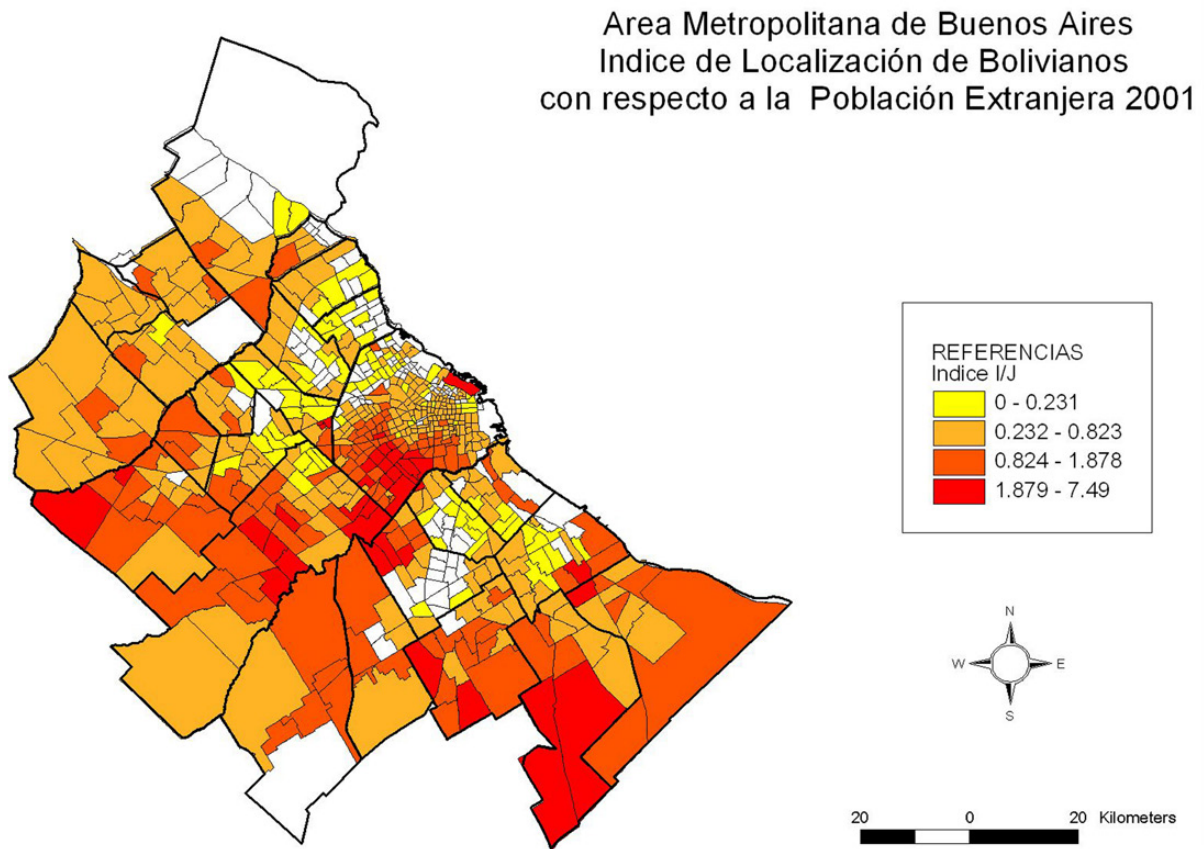 Area Metropolitana de Buenos Aires
Indice de Localización de Bolivianos
con respecto a la Población Extranjera 2001
REFERENCIAS
Indice I/J
0 - 0.231
0.232 - 0.823
0.824 - 1.878
1.879 - 7.49
N
W E
S
20 0 20 Kilometers